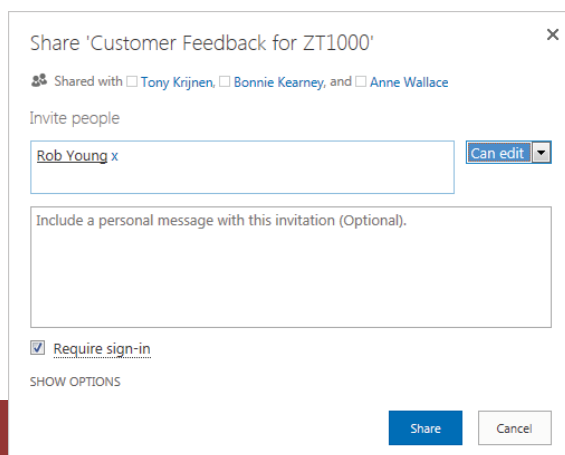 Share 'Customer Feedback for ZT1000'
Shared with Tony Krijnen, Bonnie Kearney, and Anne Wallace
Invite people
Rob Young x
Can edit
Include a personal message with this invitation (Optional).
Require sign-in
SHOW OPTIONS
Share Cancel